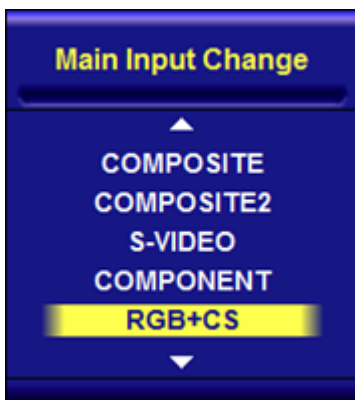 Main Input Change
COMPOSITE
COMPOSITE2
S-VIDEO
COMPONENT
RGB+CS